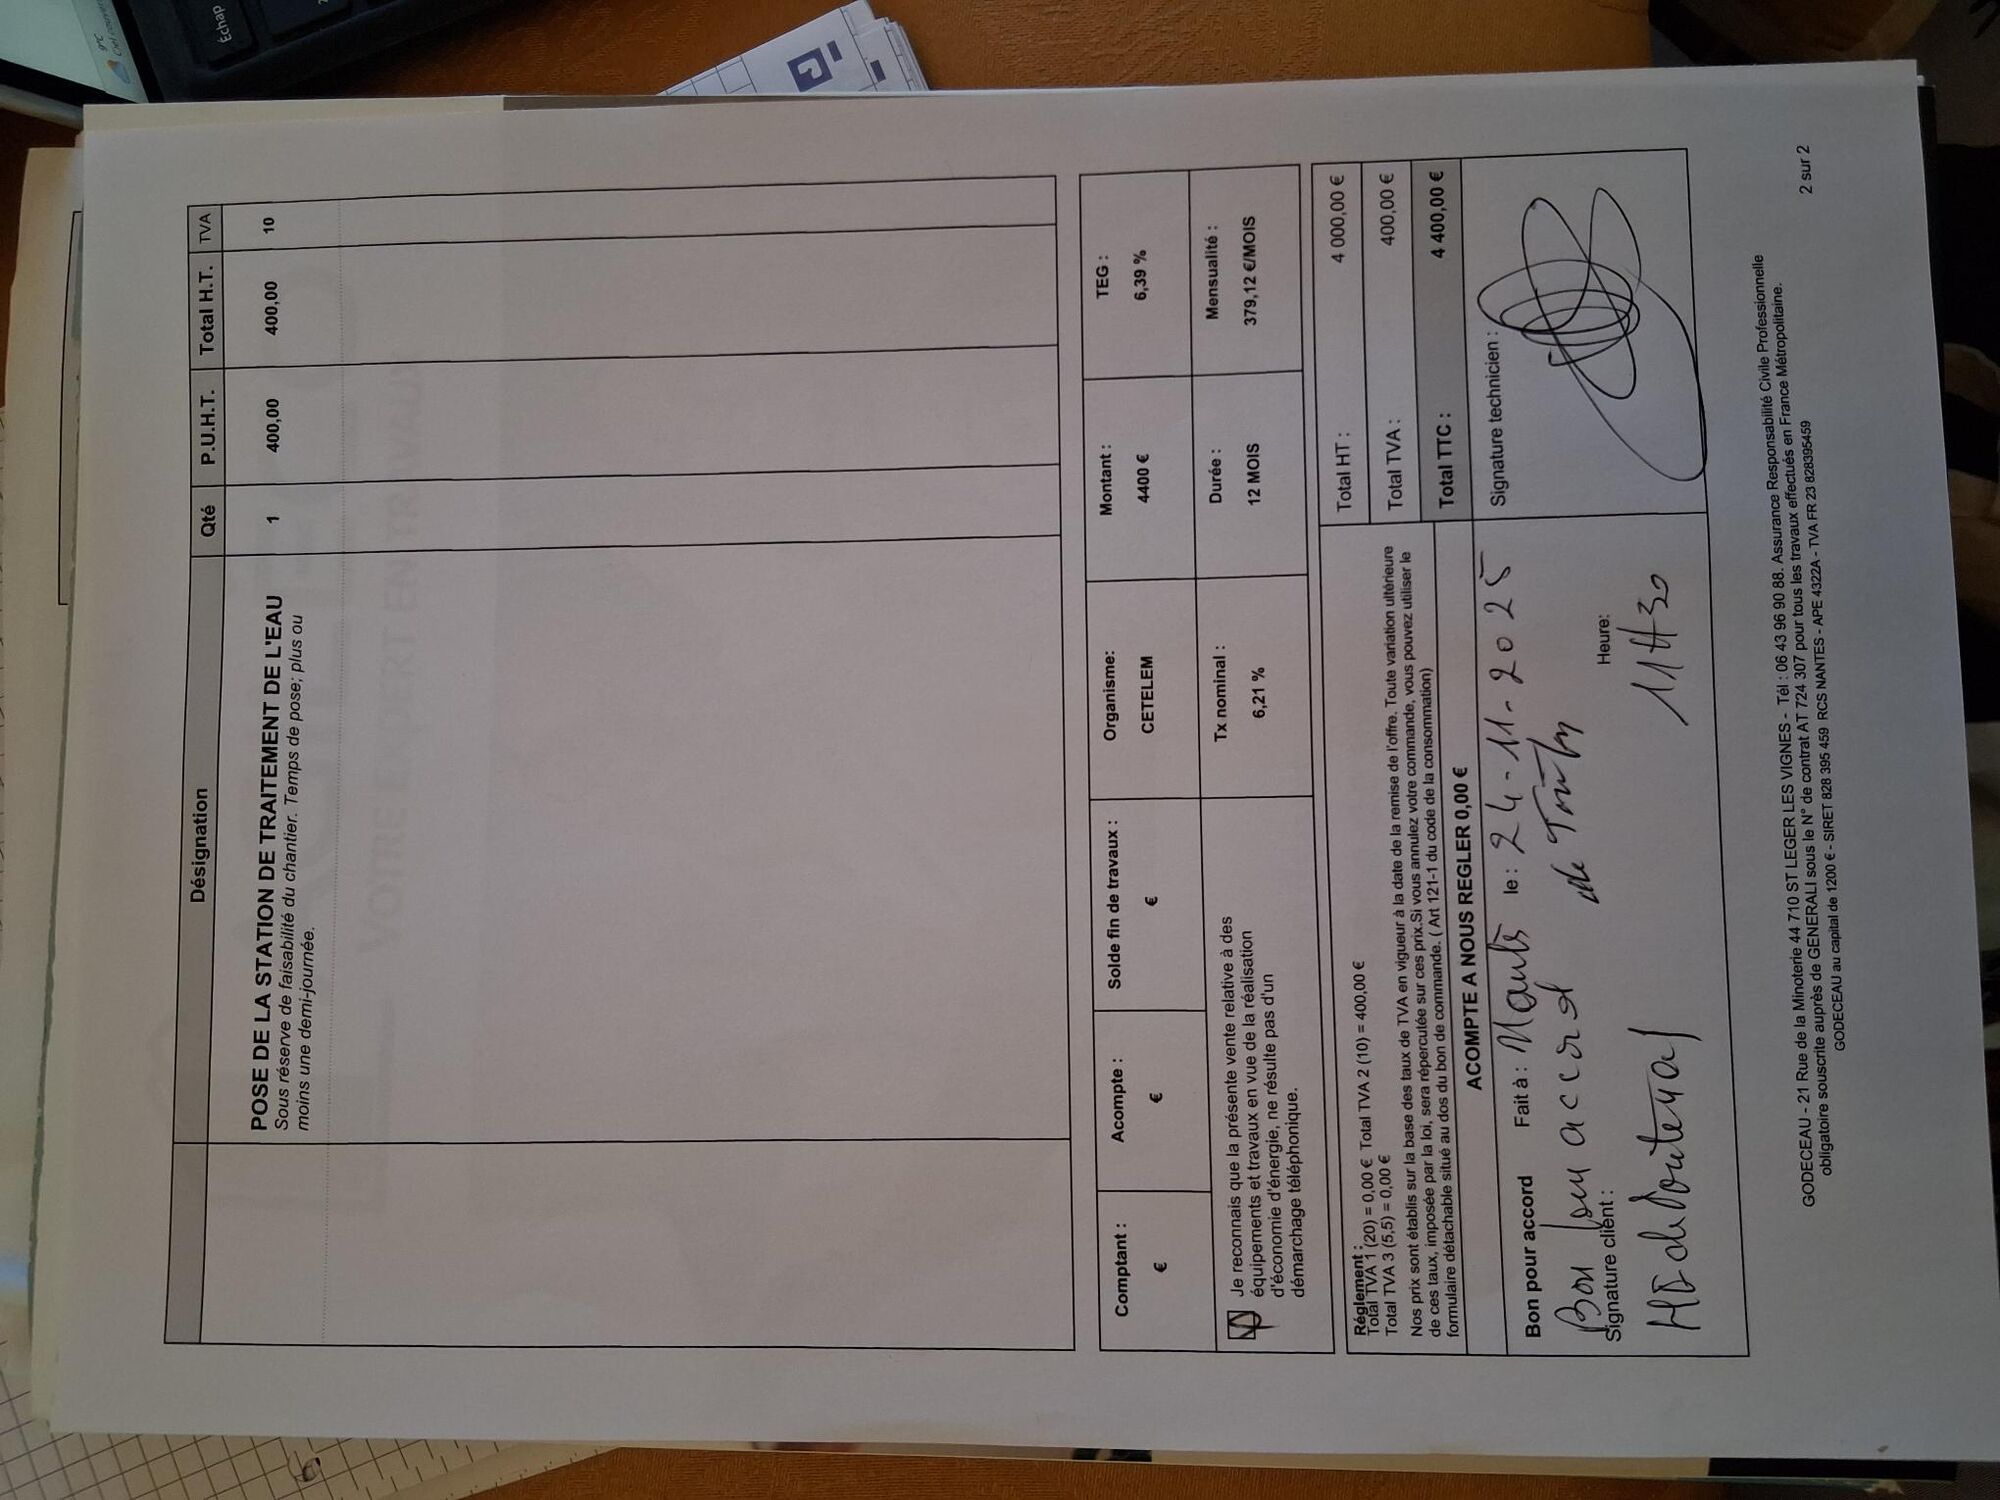 Echap
9°C
Ciel couvert
Désignation Qté P.U.H.T. Total H.T. TVA
POSE DE LA STATION DE TRAITEMENT DE L'EAU 1 400,00 400,00 10
Sous réserve de faisabilité du chantier. Temps de pose; plus ou
moins une demi-journée.
Comptant : Acompte : Solde fin de travaux : Organisme: Montant : TEG :
€ € € CETELEM 4400 € 6,39 %
Je reconnais que la présente vente relative à des
équipements et travaux en vue de la réalisation
d'économie d'énergie, ne résulte pas d'un
démarchage téléphonique.
Tx nominal : Durée : Mensualité :
6,21 % 12 MOIS 379,12 €/MOIS
Réglement :
Total TVA 1 (20) = 0,00 € Total TVA 2 (10) = 400,00 €
Total TVA 3 (5,5) = 0,00 €
Nos prix sont établis sur la base des taux de TVA en vigueur à la date de la remise de l'offre. Toute variation ultérieure
de ces taux, imposée par la loi, sera répercutée sur ces prix.Si vous annulez votre commande, vous pouvez utiliser le
formulaire détachable situé au dos du bon de commande. ( Art 121-1 du code de la consommation)
Total HT : 4 000,00 €
Total TVA : 400,00 €
Total TTC : 4 400,00 €
ACOMPTE A NOUS REGLER 0,00 €
Bon pour accord Fait à : le : 24-11-2025
Bon pour accord
Signature client : Heure:
11H30
Signature technicien :
GODECEAU - 21 Rue de la Minoterie 44 710 ST LEGER LES VIGNES - Tél : 06 43 96 90 88. Assurance Responsabilité Civile Professionnelle
obligatoire souscrite auprès de GENERALI sous le N° de contrat AT 724 307 pour tous les travaux effectués en France Métropolitaine.
GODECEAU au capital de 1200 € - SIRET 828 395 459 RCS NANTES - APE 4322A - TVA FR 23 828395459
2 sur 2